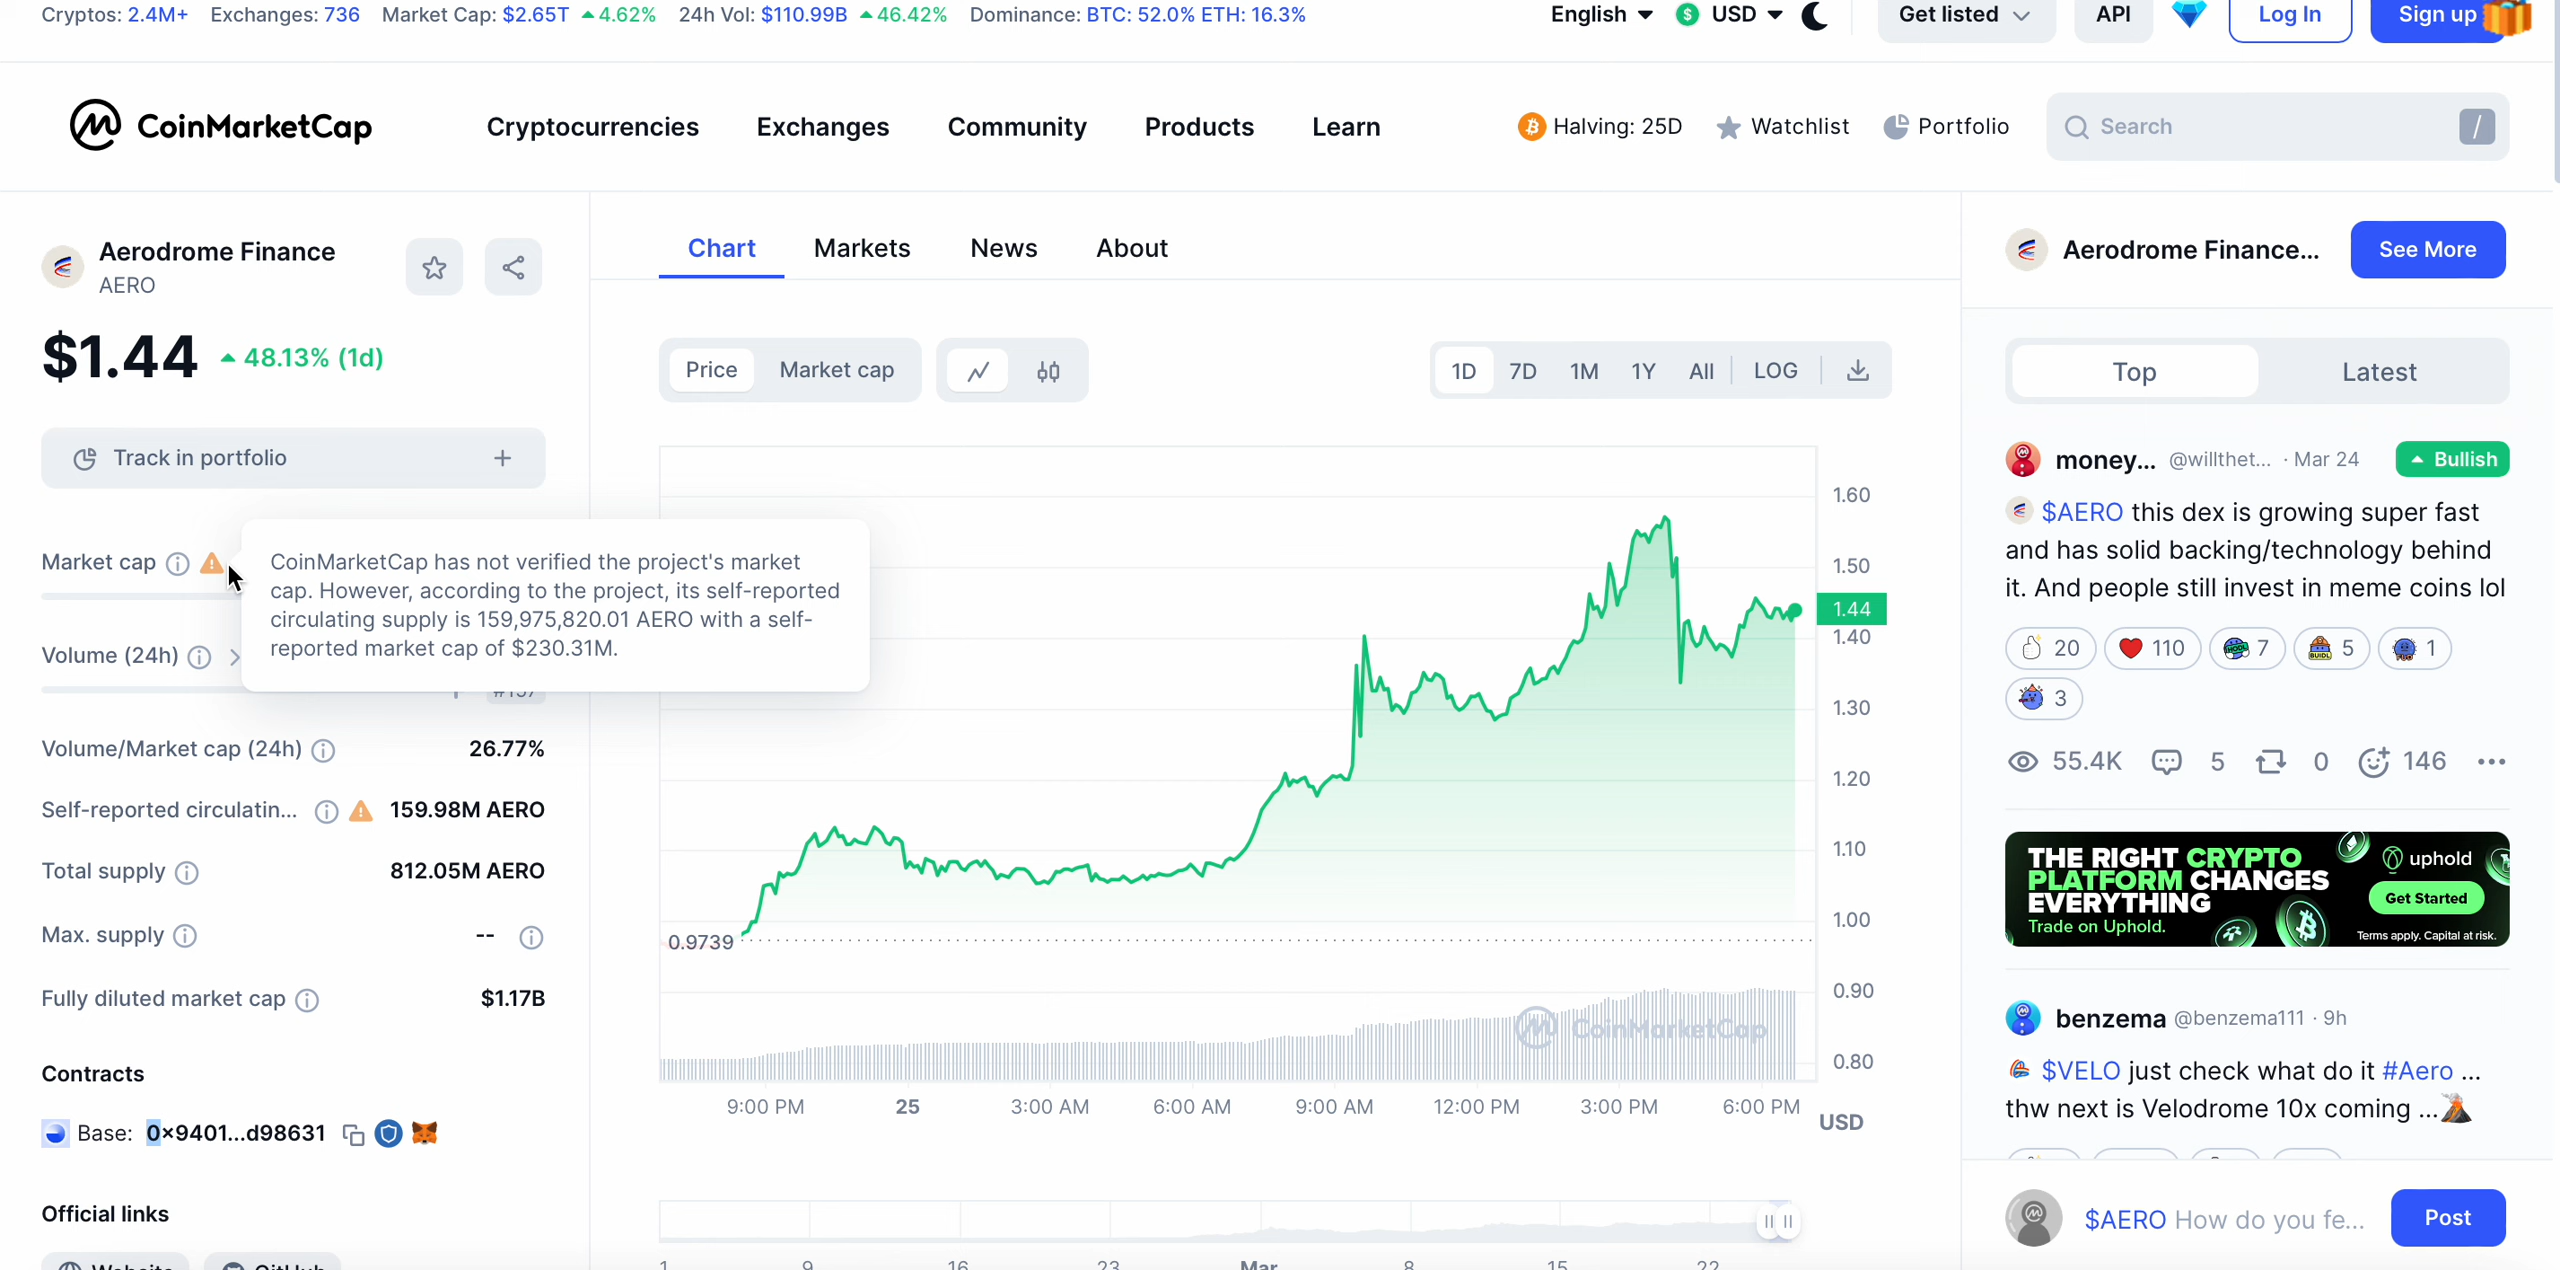 Cryptos: 2.4M+ Exchanges: 736 Market Cap: $2.65T 4.62% 24h Vol: $110.99B 46.42% Dominance: BTC: 52.0% ETH: 16.3%
English $ USD Get listed API Log In Sign up
CoinMarketCap Cryptocurrencies Exchanges Community Products Learn Halving: 25D Watchlist Portfolio Search /
Aerodrome Finance
AERO
$1.44 48.13% (1d)
Track in portfolio +
Market cap
CoinMarketCap has not verified the project's market
cap. However, according to the project, its self-reported
circulating supply is 159,975,820.01 AERO with a self-
reported market cap of $230.31M.
Volume (24h)
Volume/Market cap (24h) 26.77%
Self-reported circulatin... 159.98M AERO
Total supply 812.05M AERO
Max. supply --
Fully diluted market cap $1.17B
Contracts
Base: 0×9401...d98631
Official links
Website GitHub
Chart Markets News About
Price Market cap 1D 7D 1M 1Y All LOG
1.60
1.50
1.44
1.40
1.30
1.20
1.10
1.00
0.9739
0.90
0.80
CoinMarketCap
9:00 PM 25 3:00 AM 6:00 AM 9:00 AM 12:00 PM 3:00 PM 6:00 PM
USD
1 9 16 23 Mar 8 15 22
Aerodrome Finance... See More
Top Latest
money... @willthet... · Mar 24 Bullish
$AERO this dex is growing super fast
and has solid backing/technology behind
it. And people still invest in meme coins lol
20 110 7 5 1
3
55.4K 5 0 146
THE RIGHT CRYPTO
PLATFORM CHANGES
EVERYTHING
Trade on Uphold.
uphold
Get Started
Terms apply. Capital at risk.
benzema @benzema111 · 9h
$VELO just check what do it #Aero ...
thw next is Velodrome 10x coming ...
$AERO How do you fe... Post